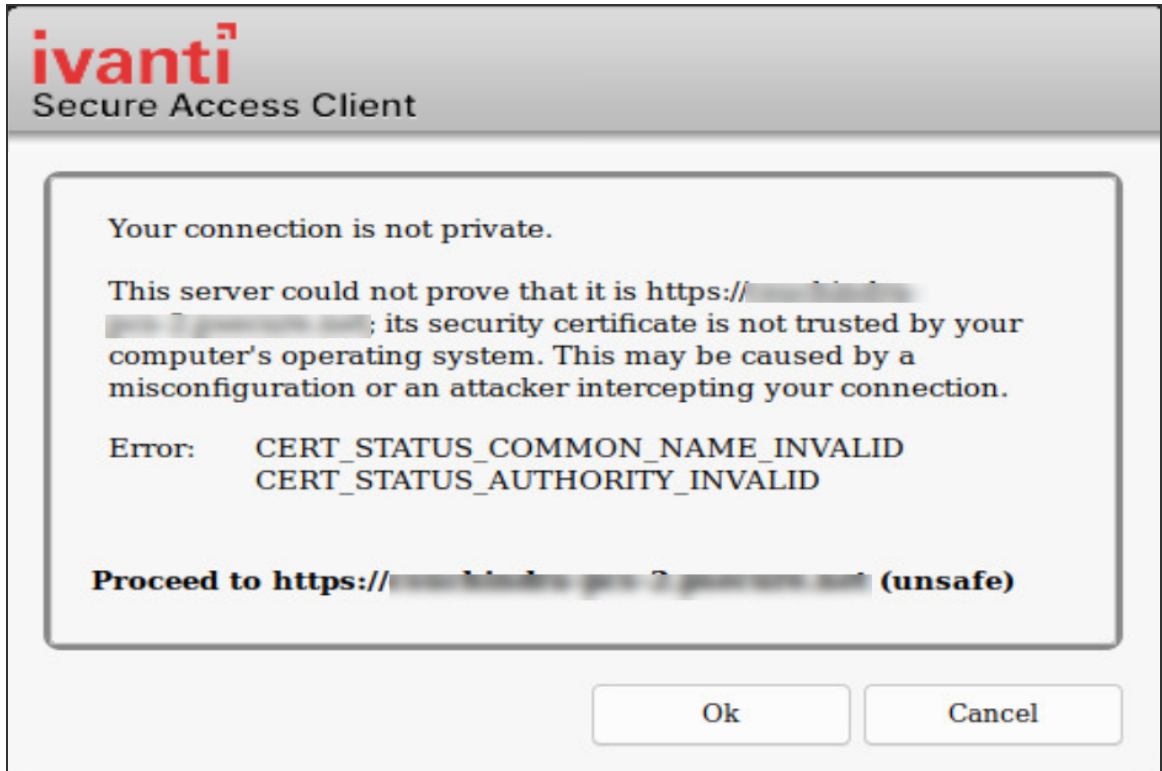 ivanti
Secure Access Client
Your connection is not private.
This server could not prove that it is https://
; its security certificate is not trusted by your
computer's operating system. This may be caused by a
misconfiguration or an attacker intercepting your connection.
Error: CERT_STATUS_COMMON_NAME_INVALID
CERT_STATUS_AUTHORITY_INVALID
Proceed to https:// (unsafe)
Ok Cancel